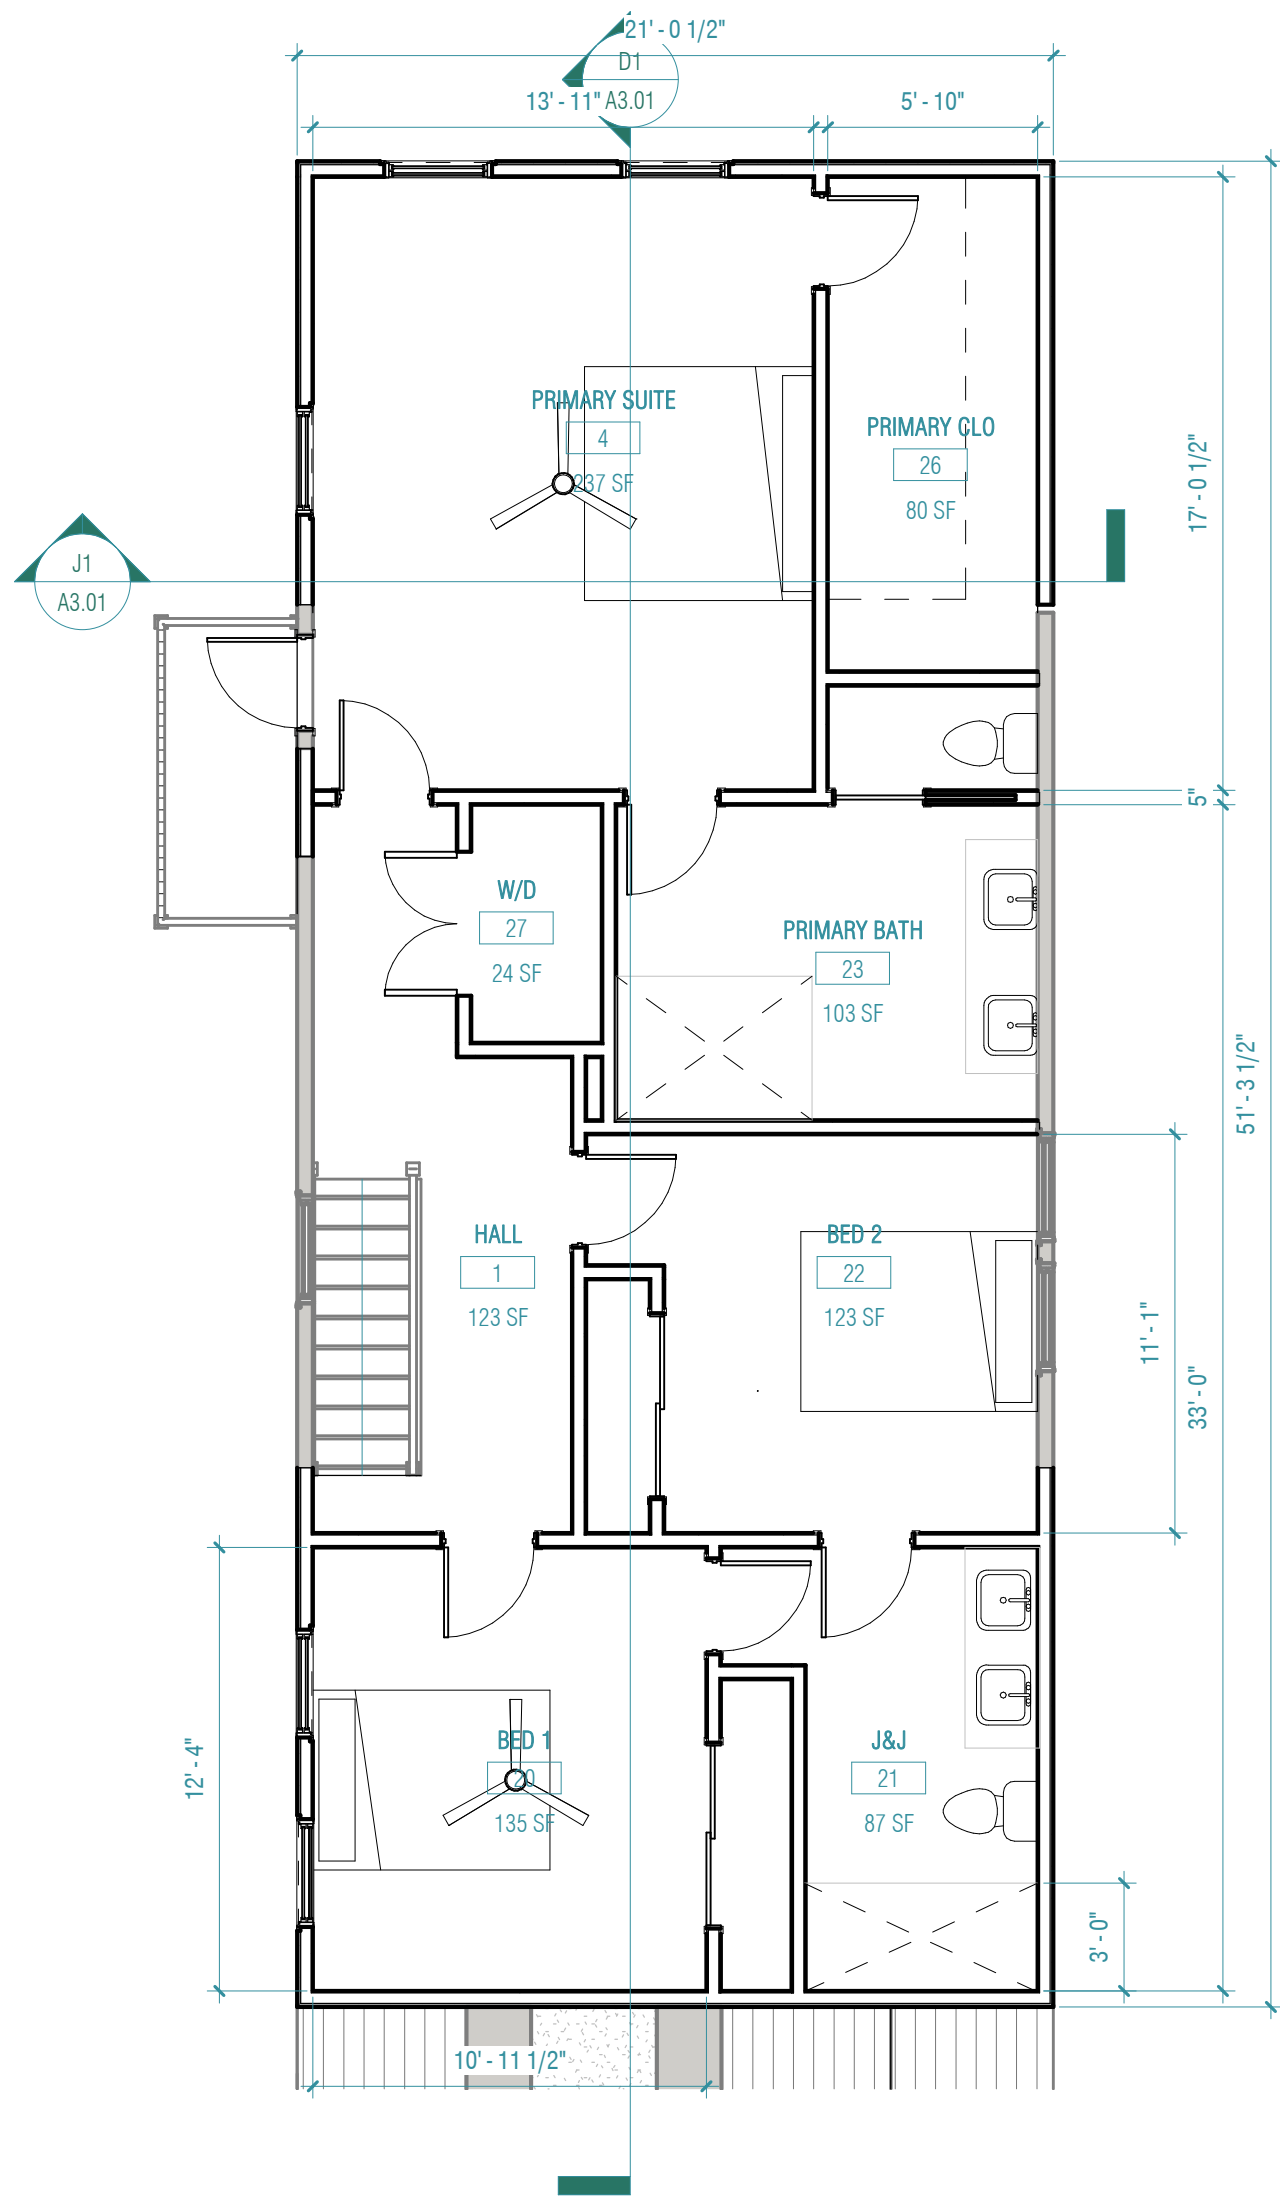 21' - 0 1/2"
D1
A3.01
13' - 11"
5' - 10"
PRIMARY SUITE
4
237 SF
PRIMARY CLO
26
80 SF
17' - 0 1/2"
J1
A3.01
5"
W/D
27
24 SF
PRIMARY BATH
23
103 SF
51' - 3 1/2"
HALL
1
123 SF
BED 2
22
123 SF
11' - 1"
33' - 0"
12' - 4"
BED 1
20
135 SF
J&J
21
87 SF
3' - 0"
10' - 11 1/2"